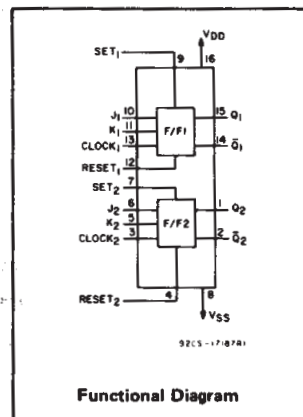 VDD
SET1
9 16
J1 10
K1 11
CLOCK1 13
F/F1
15 Q1
14 Q̅1
RESET1 12
SET2 7
J2 6
K2 5
CLOCK2 3
F/F2
1 Q2
2 Q̅2
RESET2 4
8
VSS
92CS-17187R1
Functional Diagram